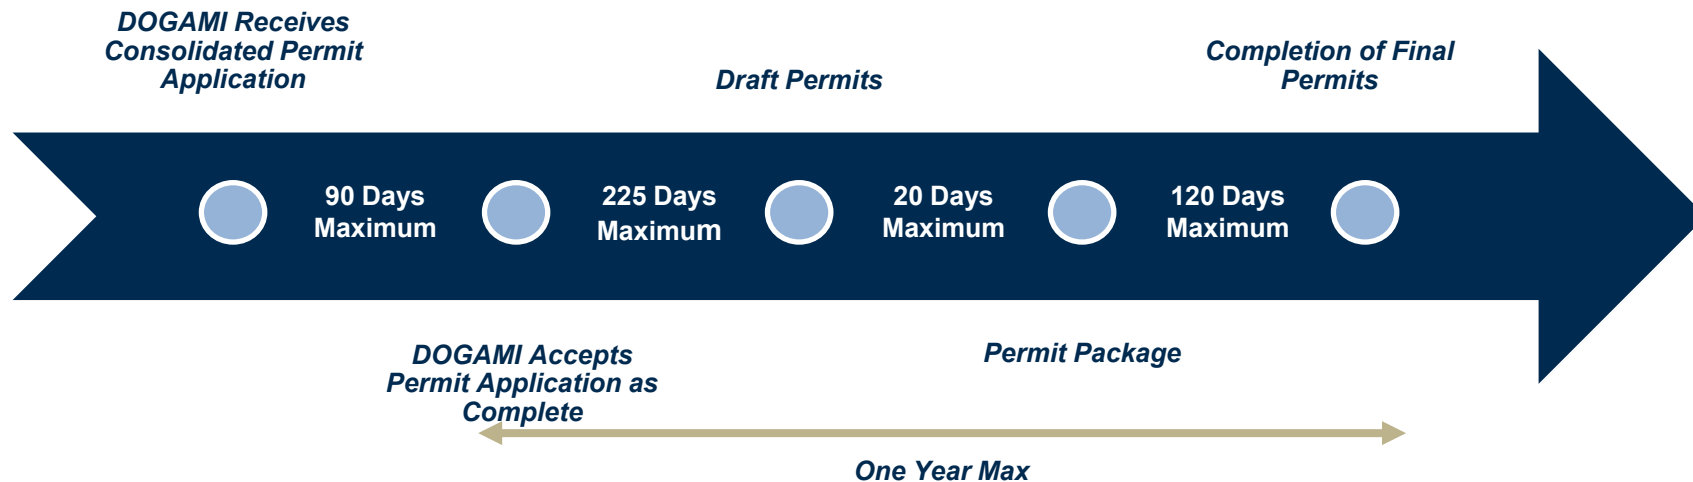 DOGAMI Receives
Consolidated Permit
Application
Draft Permits
Completion of Final
Permits
90 Days
Maximum
225 Days
Maximum
20 Days
Maximum
120 Days
Maximum
DOGAMI Accepts
Permit Application as
Complete
Permit Package
One Year Max